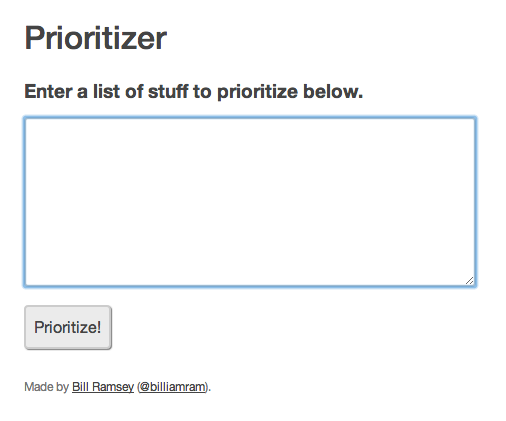 Prioritizer
Enter a list of stuff to prioritize below.
Prioritize!
Made by Bill Ramsey (@billiamram).